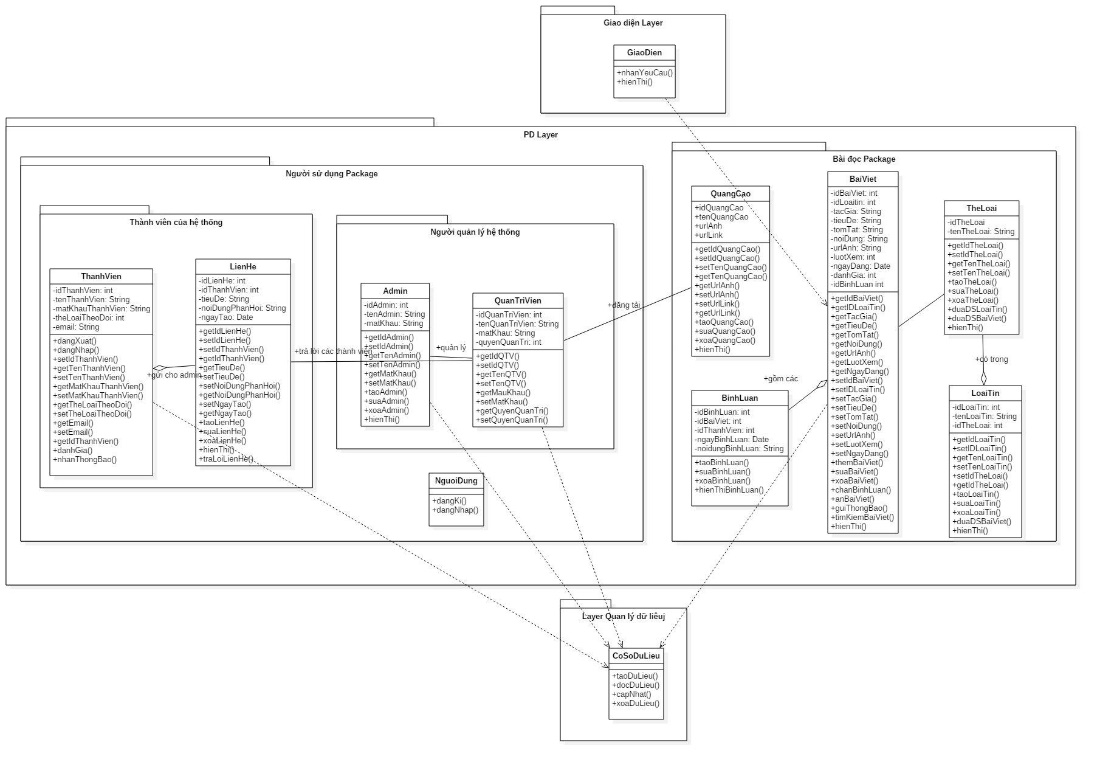 Giao diện Layer
GiaoDien
+nhanYeuCau()
+hienThi()
PD Layer
Người sử dụng Package
Thành viên của hệ thống
ThanhVien
-idThanhVien: int
-tenThanhVien: String
-matKhauThanhVien: String
-theLoaiTheoDoi: int
-email: String
+dangXuat()
+dangNhap()
+setIdThanhVien()
+getTenThanhVien()
+setTenThanhVien()
+getMatKhauThanhVien()
+setMatKhauThanhVien()
+getTheLoaiTheoDoi()
+setTheLoaiTheoDoi()
+getEmail()
+setEmail()
+getIdThanhVien()
+danhGia()
+nhanThongBao()
+gửi cho admin
LienHe
-idLienHe: int
-idThanhVien: int
-tieuDe: String
-noiDungPhanHoi: String
-ngayTao: Date
+getIdLienHe()
+setIdLienHe()
+setIdThanhVien()
+getIdThanhVien()
+getTieuDe()
+setTieuDe()
+setNoiDungPhanHoi()
+getNoiDungPhanHoi()
+setNgayTao()
+getNgayTao()
+taoLienHe()
+suaLienHe()
+xoaLienHe()
+hienThi()
+traLoiLienHe()
+trả lời các thành viên
Người quản lý hệ thống
Admin
-idAdmin: int
-tenAdmin: String
-matKhau: String
+getIdAdmin()
+setIdAdmin()
+getTenAdmin()
+setTenAdmin()
+getMatKhau()
+setMatKhau()
+taoAdmin()
+suaAdmin()
+xoaAdmin()
+hienThi()
+quản lý
QuanTriVien
-idQuanTriVien: int
-tenQuanTriVien: String
-matKhau: String
-quyenQuanTri: int
+getIdQTV()
+setIdQTV()
+getTenQTV()
+setTenQTV()
+getMauKhau()
+setMatKhau()
+getQuyenQuanTri()
+setQuyenQuanTri()
NguoiDung
+dangKi()
+dangNhap()
+đăng tải
Bài đọc Package
QuangCao
+idQuangCao
+tenQuangCao
+urlAnh
+urlLink
+getIdQuangCao()
+setIdQuangCao()
+setTenQuangCao()
+getTenQuangCao()
+getUrlAnh()
+setUrlAnh()
+setUrlLink()
+getUrlLink()
+taoQuangCao()
+suaQuangCao()
+xoaQuangCao()
+hienThi()
BaiViet
-idBaiViet: int
-idLoaitin: int
-tacGia: String
-tieuDe: String
-tomTat: String
-noiDung: String
-urlAnh: String
-luotXem: int
-ngayDang: Date
-danhGia: int
-idBinhLuan int
+getIdBaiViet()
+getIDLoaiTin()
+getTacGia()
+getTieuDe()
+getTomTat()
+getNoiDung()
+getUrlAnh()
+getLuotXem()
+getNgayDang()
+setIdBaiViet()
+setIDLoaiTin()
+setTacGia()
+setTieuDe()
+setTomTat()
+setNoiDung()
+setUrlAnh()
+setLuotXem()
+setNgayDang()
+themBaiViet()
+suaBaiViet()
+xoaBaiViet()
+chanBinhLuan()
+anBaiViet()
+guiThongBao()
+timKiemBaiViet()
+hienThi()
TheLoai
-idTheLoai
-tenTheLoai: String
+getIdTheLoai()
+setIdTheLoai()
+getTenTheLoai()
+setTenTheLoai()
+taoTheLoai()
+suaTheLoai()
+xoaTheLoai()
+duaDSLoaiTin()
+duaDSBaiViet()
+hienThi()
+có trong
+gồm các
BinhLuan
-idBinhLuan: int
-idBaiViet: int
-idThanhVien: int
-ngayBinhLuan: Date
-noidungBinhLuan: String
+taoBinhLuan()
+suaBinhLuan()
+xoaBinhLuan()
+hienThiBinhLuan()
LoaiTin
-idLoaiTin: int
-tenLoaiTin: String
-idTheLoai: int
+getIdLoaiTin()
+setIDLoaiTin()
+getTenLoaiTin()
+setTenLoaiTin()
+setIdTheLoai()
+getIdTheLoai()
+taoLoaiTin()
+suaLoaiTin()
+xoaLoaiTin()
+duaDSBaiViet()
+hienThi()
Layer Quan lý dữ liêuj
CoSoDuLieu
+taoDuLieu()
+docDuLieu()
+capNhat()
+xoaDuLieu()